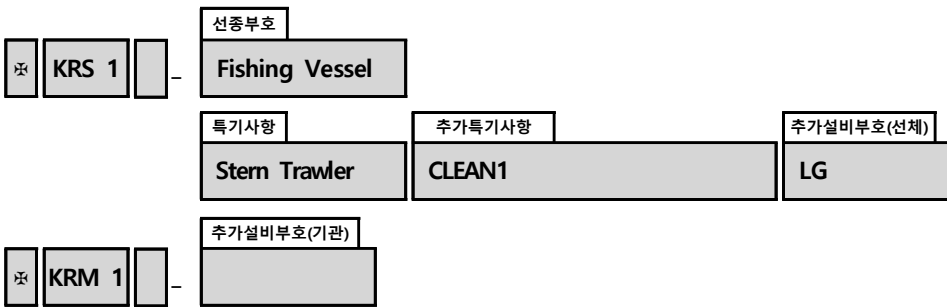 선종부호
✠ KRS 1 – Fishing Vessel
특기사항 추가특기사항 추가설비부호(선체)
Stern Trawler CLEAN1 LG
추가설비부호(기관)
✠ KRM 1 –